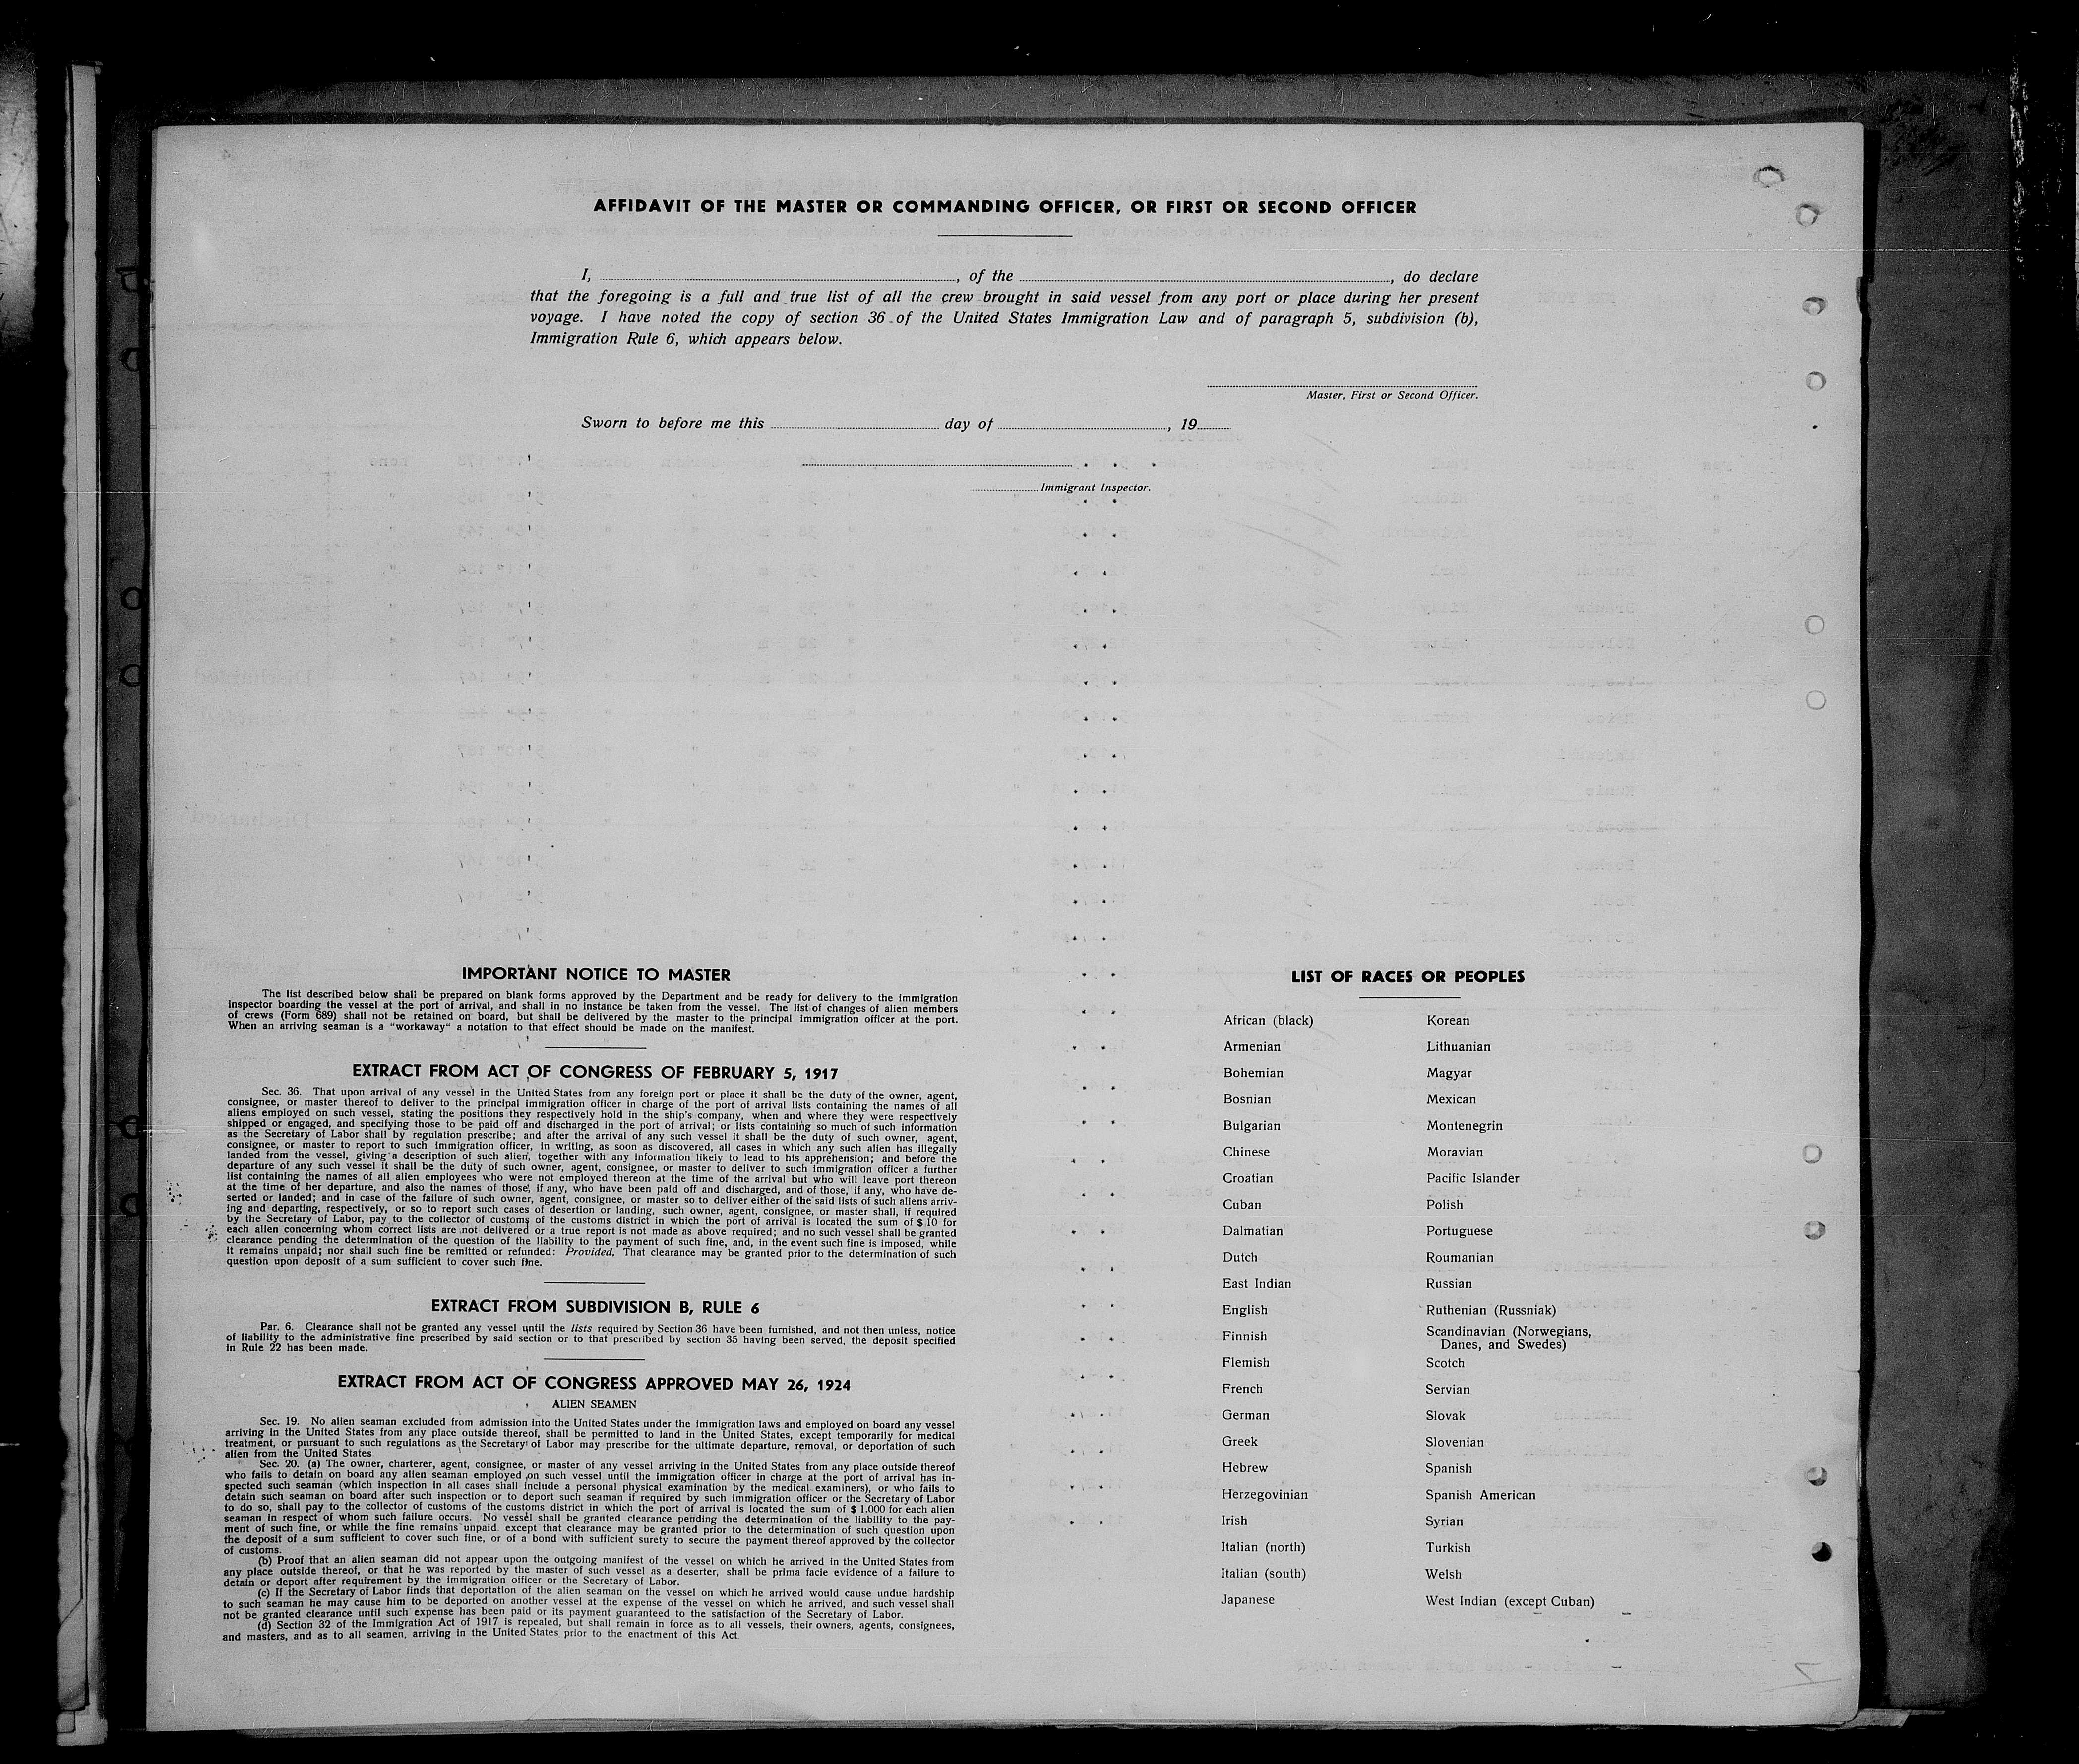 AFFIDAVIT OF THE MASTER OR COMMANDING OFFICER, OR FIRST OR SECOND OFFICER
I, , of the , do declare
that the foregoing is a full and true list of all the crew brought in said vessel from any port or place during her present
voyage. I have noted the copy of section 36 of the United States Immigration Law and of paragraph 5, subdivision (b),
Immigration Rule 6, which appears below.
Master, First or Second Officer.
Sworn to before me this day of , 19
Immigrant Inspector.
IMPORTANT NOTICE TO MASTER
The list described below shall be prepared on blank forms approved by the Department and be ready for delivery to the immigration
inspector boarding the vessel at the port of arrival, and shall in no instance be taken from the vessel. The list of changes of alien members
of crews (Form 689) shall not be retained on board, but shall be delivered by the master to the principal immigration officer at the port.
When an arriving seaman is a "workaway" a notation to that effect should be made on the manifest.
EXTRACT FROM ACT OF CONGRESS OF FEBRUARY 5, 1917
Sec. 36. That upon arrival of any vessel in the United States from any foreign port or place it shall be the duty of the owner, agent,
consignee, or master thereof to deliver to the principal immigration officer in charge of the port of arrival lists containing the names of all
aliens employed on such vessel, stating the positions they respectively hold in the ship's company, when and where they were respectively
shipped or engaged, and specifying those to be paid off and discharged in the port of arrival; or lists containing so much of such information
as the Secretary of Labor shall by regulation prescribe; and after the arrival of any such vessel it shall be the duty of such owner, agent,
consignee, or master to report to such immigration officer, in writing, as soon as discovered, all cases in which any such alien has illegally
landed from the vessel, giving a description of such alien, together with any information likely to lead to his apprehension; and before the
departure of any such vessel it shall be the duty of such owner, agent, consignee, or master to deliver to such immigration officer a further
list containing the names of all alien employees who were not employed thereon at the time of the arrival but who will leave port thereon
at the time of her departure, and also the names of those, if any, who have been paid off and discharged, and of those, if any, who have de-
serted or landed; and in case of the failure of such owner, agent, consignee, or master so to deliver either of the said lists of such aliens arriv-
ing and departing, respectively, or so to report such cases of desertion or landing, such owner, agent, consignee, or master shall, if required
by the Secretary of Labor, pay to the collector of customs of the customs district in which the port of arrival is located the sum of $ 10 for
each alien concerning whom correct lists are not delivered or a true report is not made as above required; and no such vessel shall be granted
clearance pending the determination of the question of the liability to the payment of such fine, and, in the event such fine is imposed, while
it remains unpaid; nor shall such fine be remitted or refunded: Provided, That clearance may be granted prior to the determination of such
question upon deposit of a sum sufficient to cover such fine.
EXTRACT FROM SUBDIVISION B, RULE 6
Par. 6. Clearance shall not be granted any vessel until the lists required by Section 36 have been furnished, and not then unless, notice
of liability to the administrative fine prescribed by said section or to that prescribed by section 35 having been served, the deposit specified
in Rule 22 has been made.
EXTRACT FROM ACT OF CONGRESS APPROVED MAY 26, 1924
ALIEN SEAMEN
Sec. 19. No alien seaman excluded from admission into the United States under the immigration laws and employed on board any vessel
arriving in the United States from any place outside thereof, shall be permitted to land in the United States, except temporarily for medical
treatment, or pursuant to such regulations as the Secretary of Labor may prescribe for the ultimate departure, removal, or deportation of such
alien from the United States.
Sec. 20. (a) The owner, charterer, agent, consignee, or master of any vessel arriving in the United States from any place outside thereof
who fails to detain on board any alien seaman employed on such vessel until the immigration officer in charge at the port of arrival has in-
spected such seaman (which inspection in all cases shall include a personal physical examination by the medical examiners), or who fails to
detain such seaman on board after such inspection or to deport such seaman if required by such immigration officer or the Secretary of Labor
to do so, shall pay to the collector of customs of the customs district in which the port of arrival is located the sum of $ 1.000 for each alien
seaman in respect of whom such failure occurs. No vessel shall be granted clearance pending the determination of the liability to the pay-
ment of such fine, or while the fine remains unpaid. except that clearance may be granted prior to the determination of such question upon
the deposit of a sum sufficient to cover such fine, or of a bond with sufficient surety to secure the payment thereof approved by the collector
of customs.
(b) Proof that an alien seaman did not appear upon the outgoing manifest of the vessel on which he arrived in the United States from
any place outside thereof, or that he was reported by the master of such vessel as a deserter, shall be prima facie evidence of a failure to
detain or deport after requirement by the immigration officer or the Secretary of Labor.
(c) If the Secretary of Labor finds that deportation of the alien seaman on the vessel on which he arrived would cause undue hardship
to such seaman he may cause him to be deported on another vessel at the expense of the vessel on which he arrived, and such vessel shall
not be granted clearance until such expense has been paid or its payment guaranteed to the satisfaction of the Secretary of Labor.
(d) Section 32 of the Immigration Act of 1917 is repealed, but shall remain in force as to all vessels, their owners, agents, consignees,
and masters, and as to all seamen, arriving in the United States prior to the enactment of this Act.
LIST OF RACES OR PEOPLES
African (black)
Armenian
Bohemian
Bosnian
Bulgarian
Chinese
Croatian
Cuban
Dalmatian
Dutch
East Indian
English
Finnish
Flemish
French
German
Greek
Hebrew
Herzegovinian
Irish
Italian (north)
Italian (south)
Japanese
Korean
Lithuanian
Magyar
Mexican
Montenegrin
Moravian
Pacific Islander
Polish
Portuguese
Roumanian
Russian
Ruthenian (Russniak)
Scandinavian (Norwegians,
Danes, and Swedes)
Scotch
Servian
Slovak
Slovenian
Spanish
Spanish American
Syrian
Turkish
Welsh
West Indian (except Cuban)